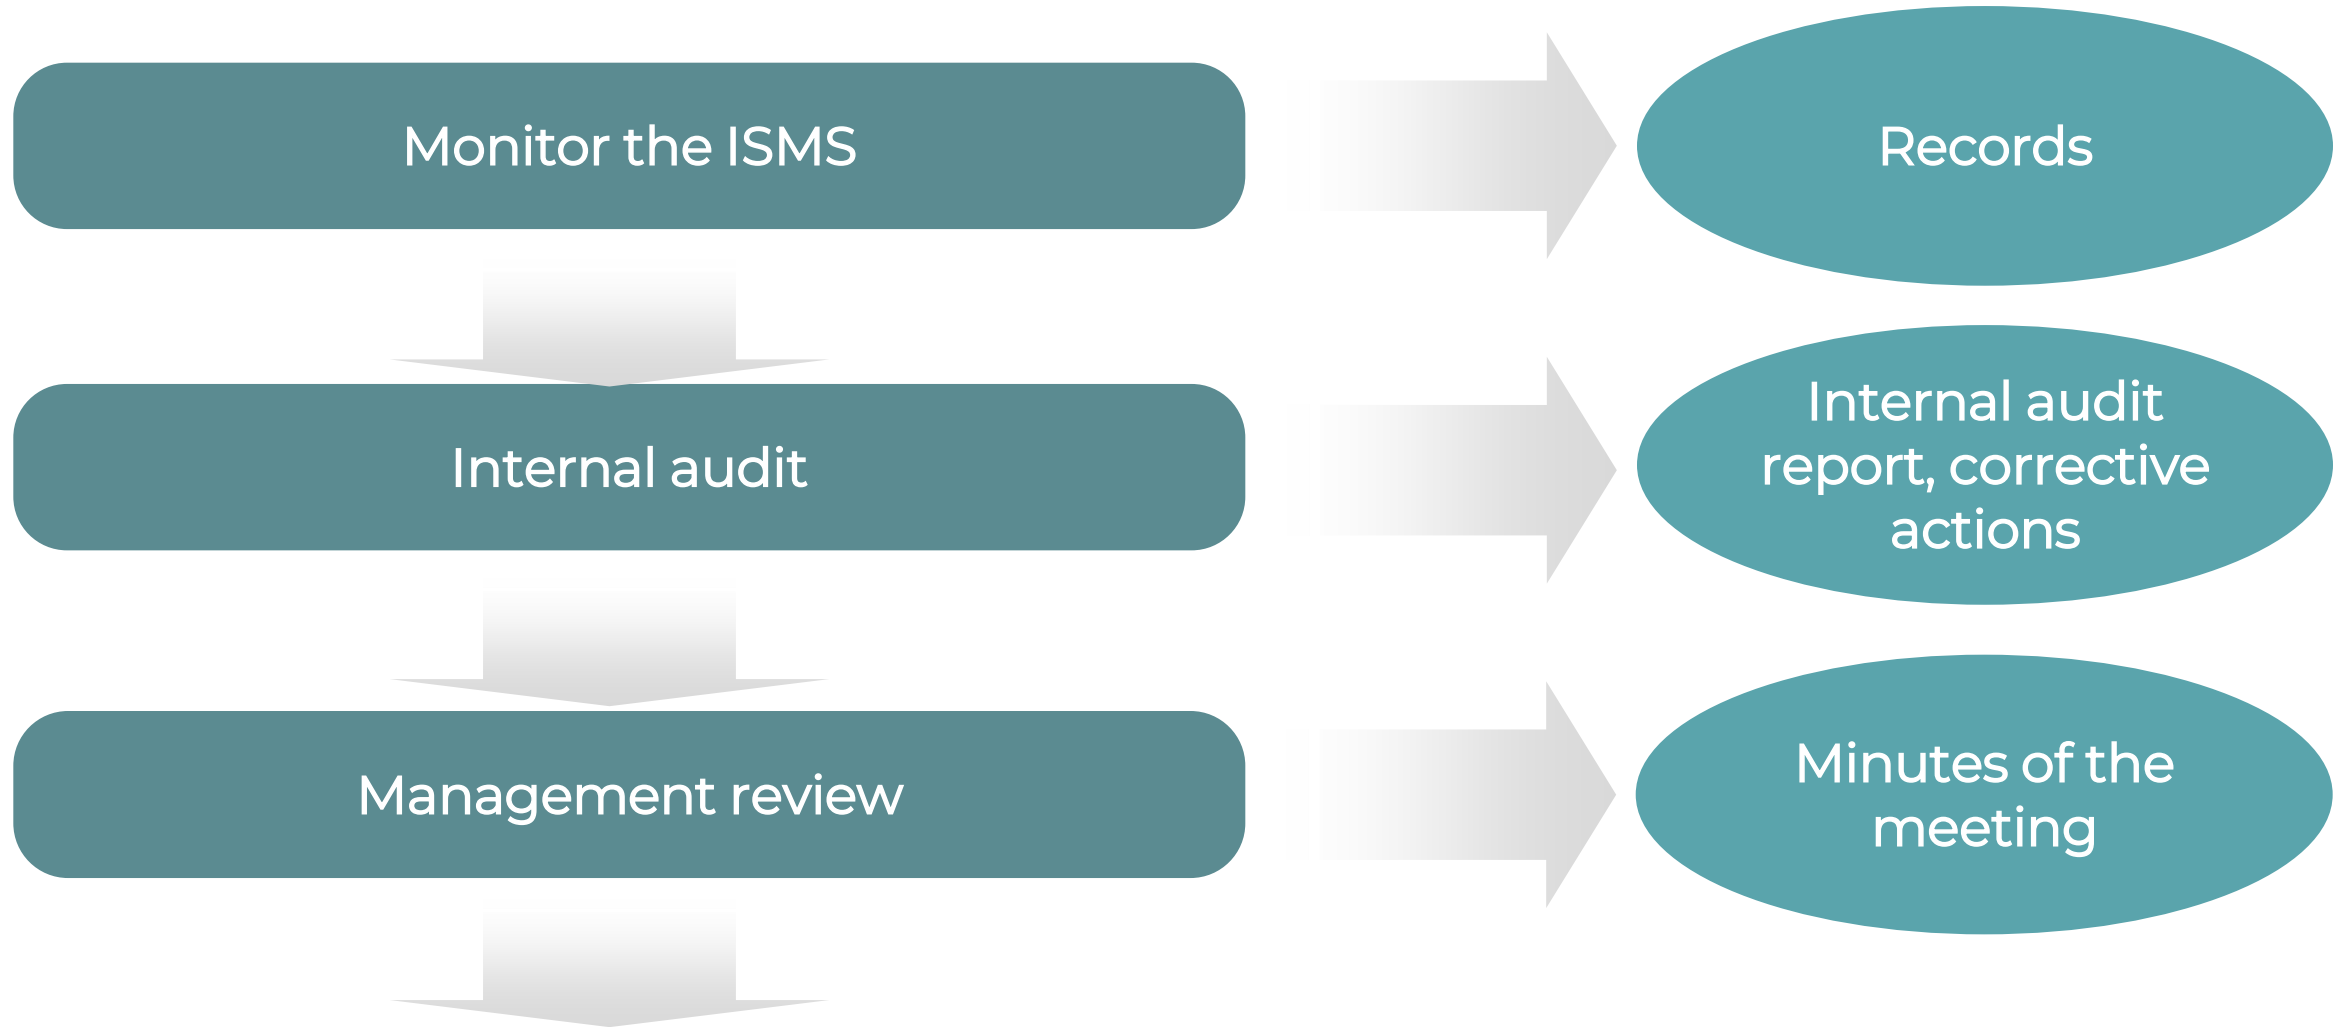 Monitor the ISMS
Records
Internal audit
Internal audit
report, corrective
actions
Management review
Minutes of the
meeting